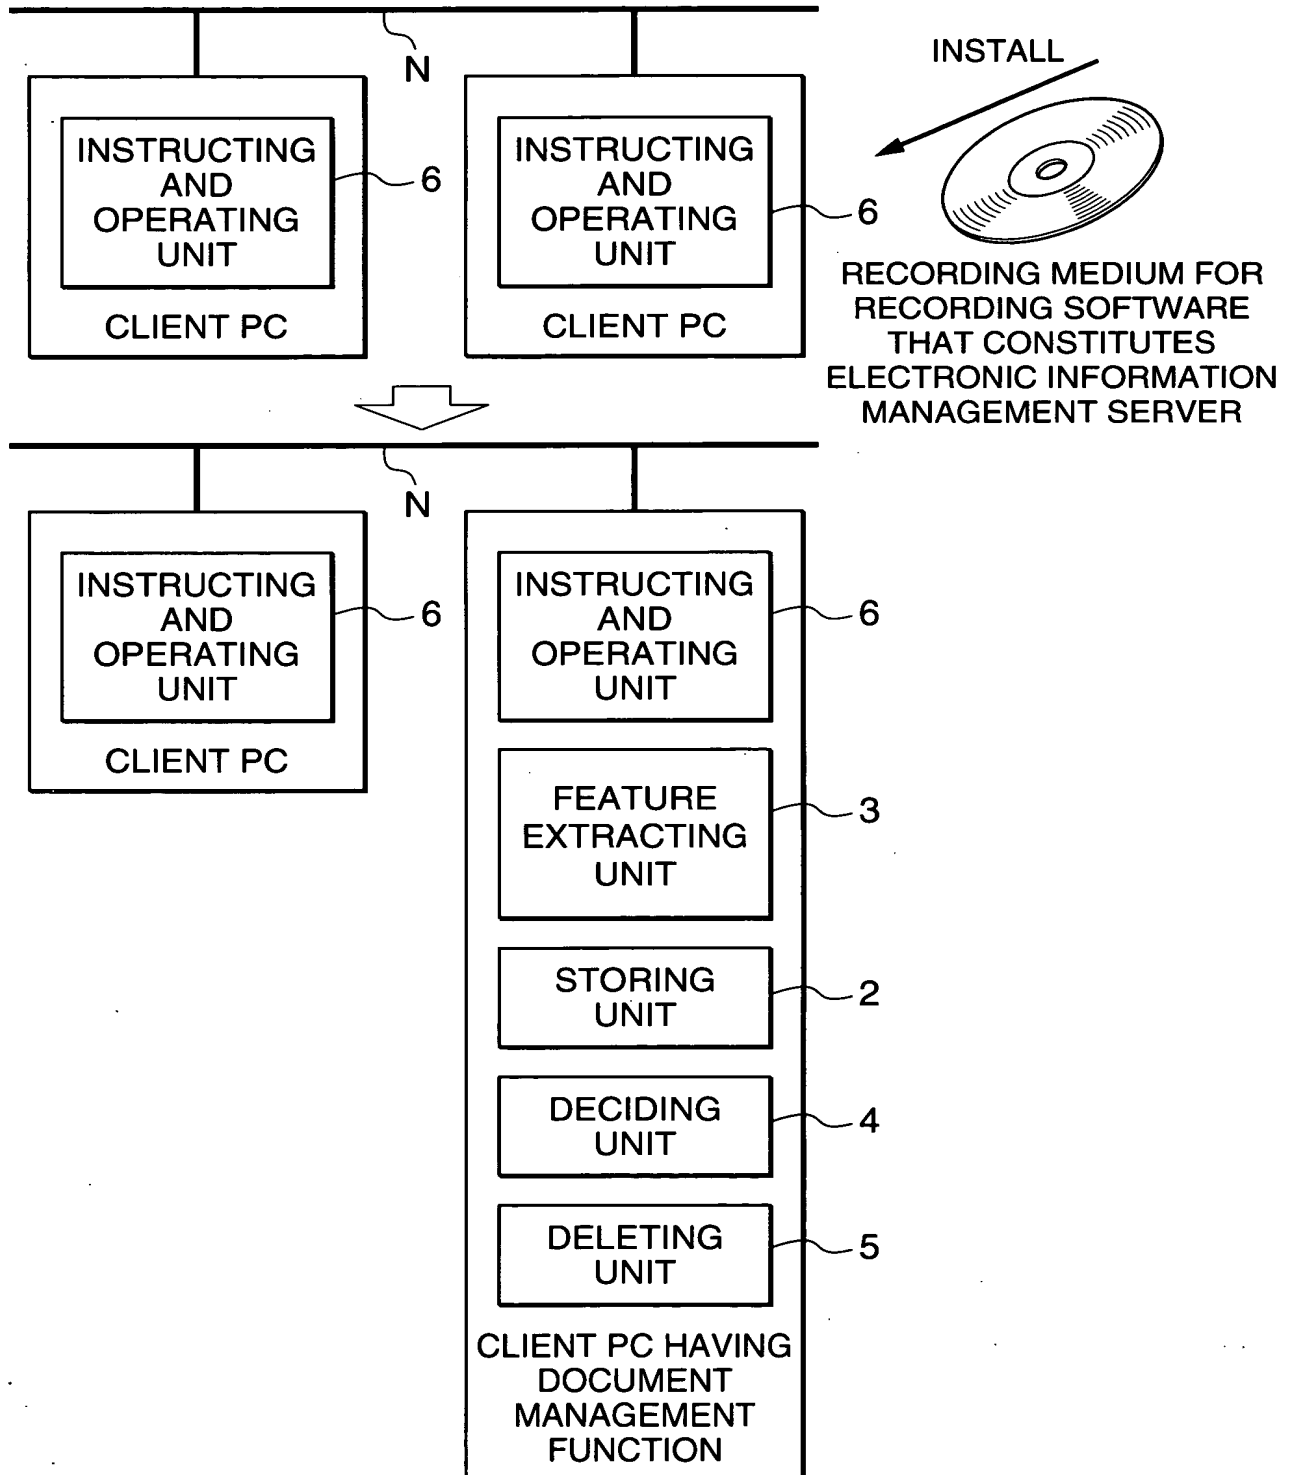 N
INSTALL
INSTRUCTING
AND
OPERATING
UNIT
6
CLIENT PC
INSTRUCTING
AND
OPERATING
UNIT
6
CLIENT PC
RECORDING MEDIUM FOR
RECORDING SOFTWARE
THAT CONSTITUTES
ELECTRONIC INFORMATION
MANAGEMENT SERVER
N
INSTRUCTING
AND
OPERATING
UNIT
6
CLIENT PC
INSTRUCTING
AND
OPERATING
UNIT
6
FEATURE
EXTRACTING
UNIT
3
STORING
UNIT
2
DECIDING
UNIT
4
DELETING
UNIT
5
CLIENT PC HAVING
DOCUMENT
MANAGEMENT
FUNCTION